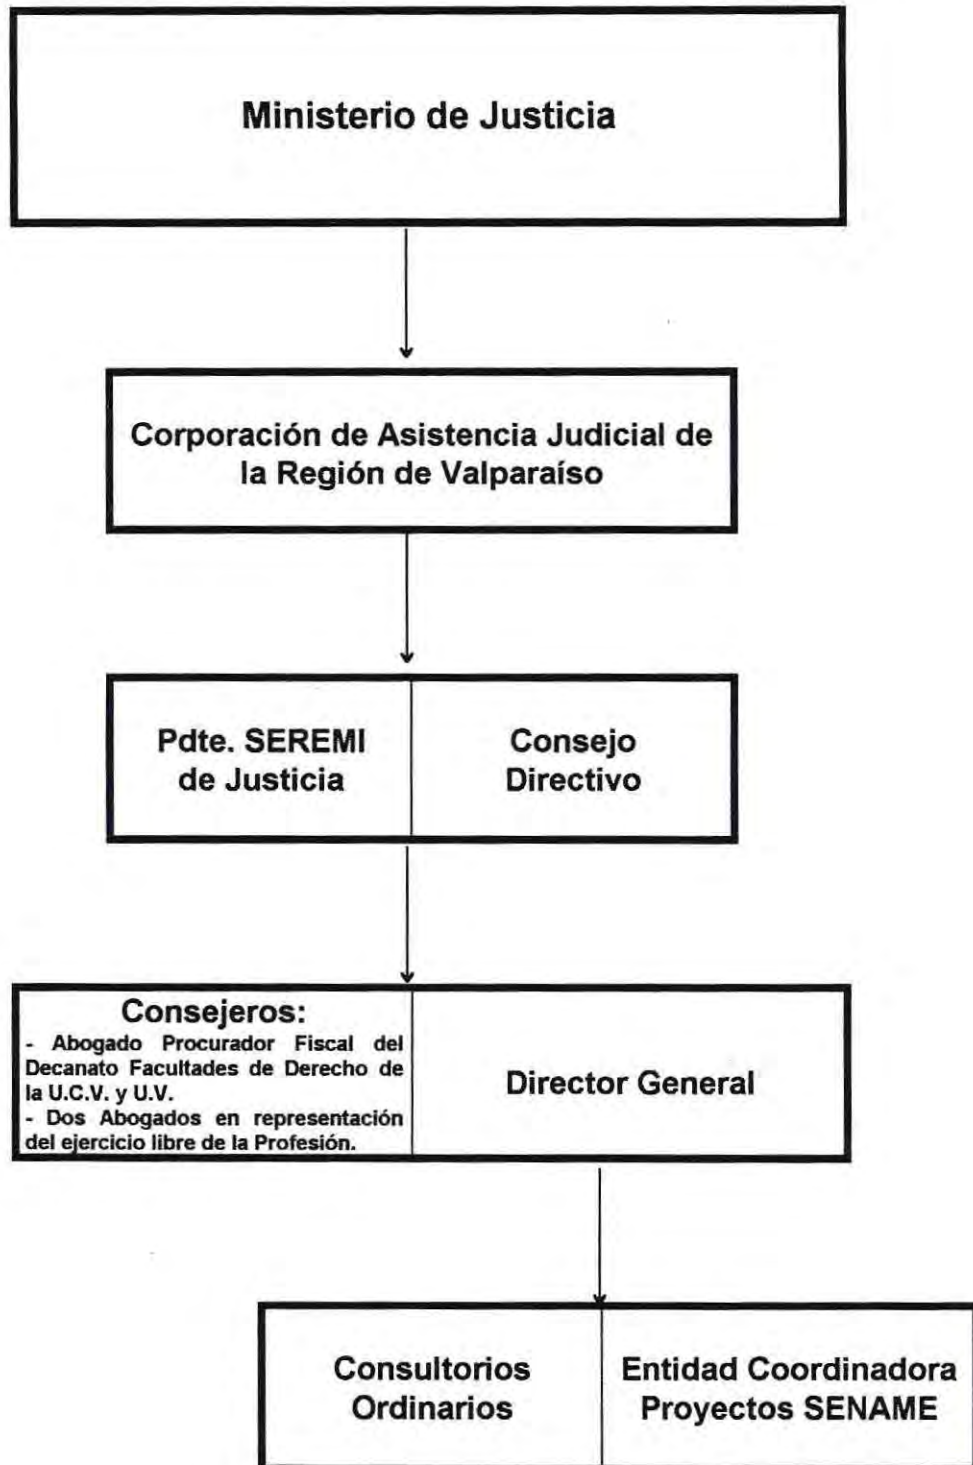 Ministerio de Justicia
Corporación de Asistencia Judicial de
la Región de Valparaíso
Pdte. SEREMI
de Justicia
Consejo
Directivo
Consejeros:
- Abogado Procurador Fiscal del
Decanato Facultades de Derecho de
la U.C.V. y U.V.
- Dos Abogados en representación
del ejercicio libre de la Profesión.
Director General
Consultorios
Ordinarios
Entidad Coordinadora
Proyectos SENAME